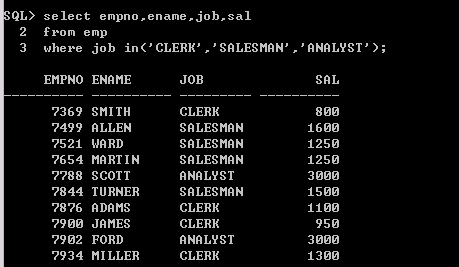 SQL> select empno,ename,job,sal
  2  from emp
  3  where job in('CLERK','SALESMAN','ANALYST');
     EMPNO ENAME      JOB              SAL
---------- ---------- --------- ----------
      7369 SMITH      CLERK            800
      7499 ALLEN      SALESMAN        1600
      7521 WARD       SALESMAN        1250
      7654 MARTIN     SALESMAN        1250
      7788 SCOTT      ANALYST         3000
      7844 TURNER     SALESMAN        1500
      7876 ADAMS      CLERK           1100
      7900 JAMES      CLERK            950
      7902 FORD       ANALYST         3000
      7934 MILLER     CLERK           1300